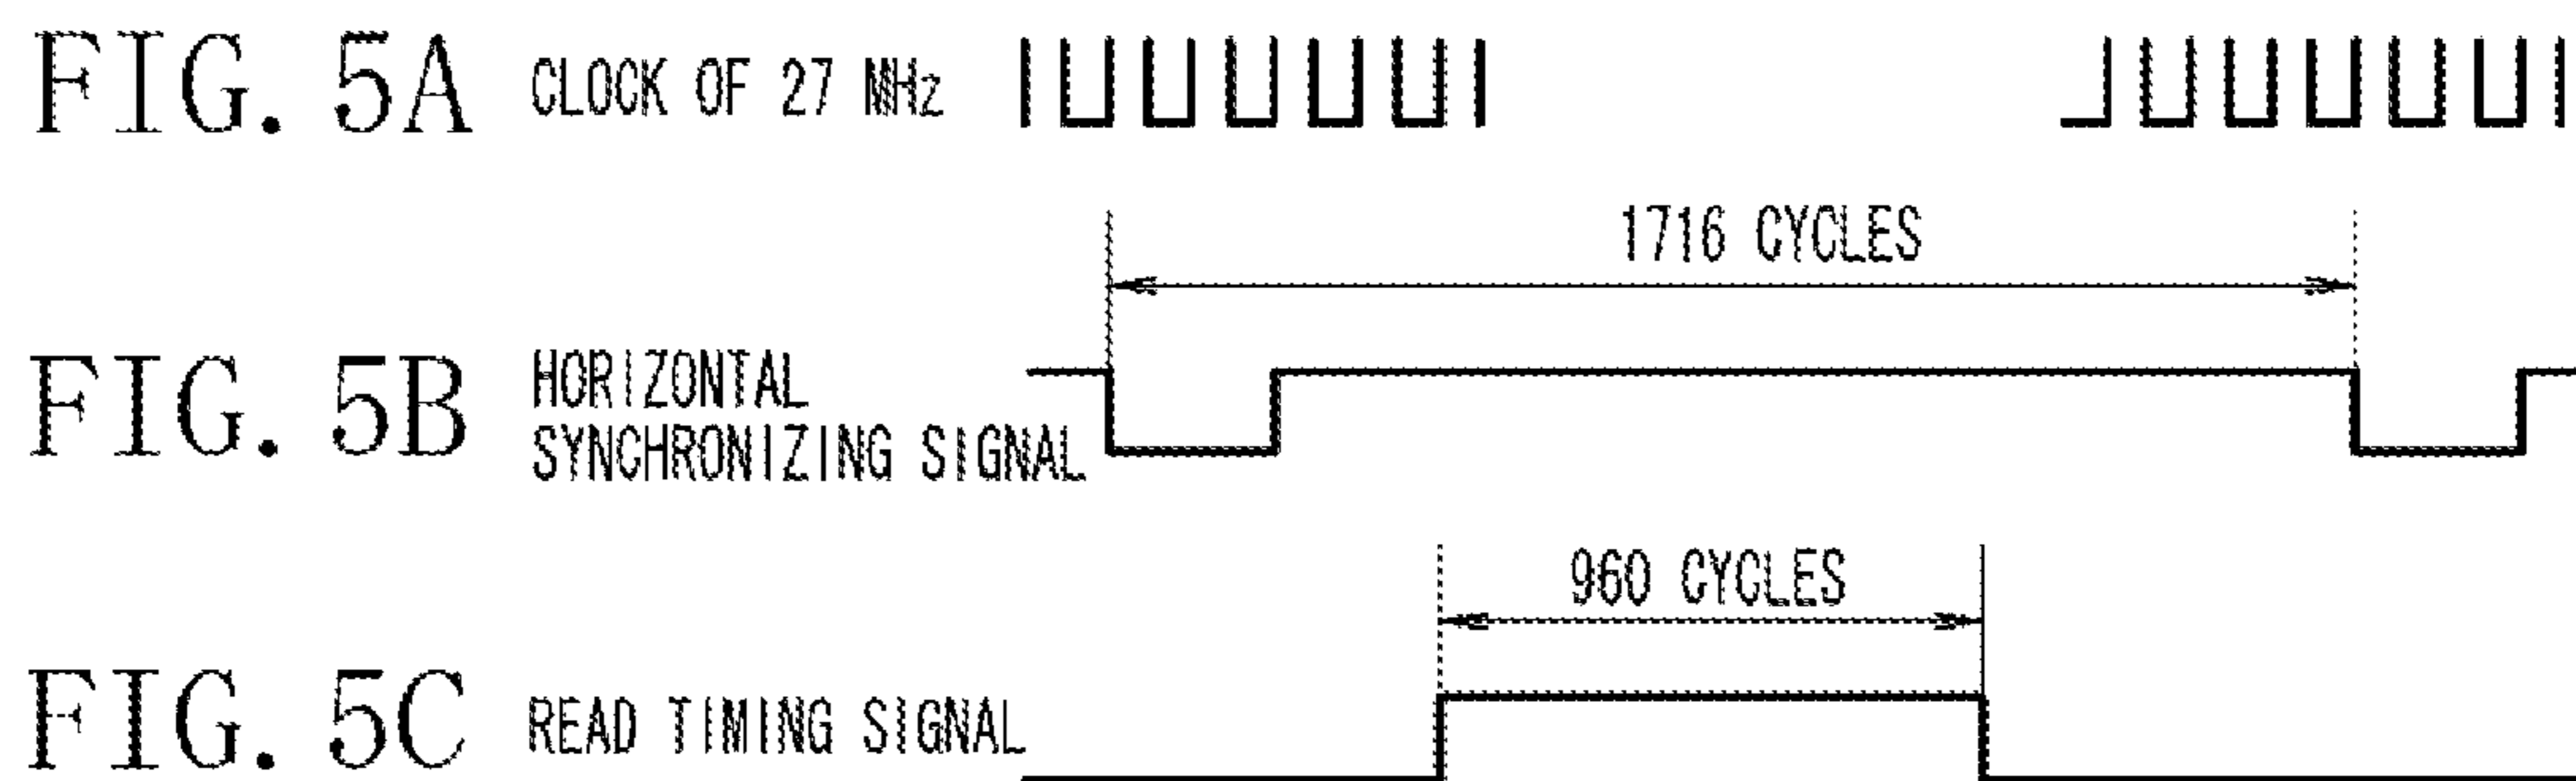 FIG. 5A CLOCK OF 27 MHz
1716 CYCLES
FIG. 5B HORIZONTAL
SYNCHRONIZING SIGNAL
960 CYCLES
FIG. 5C READ TIMING SIGNAL